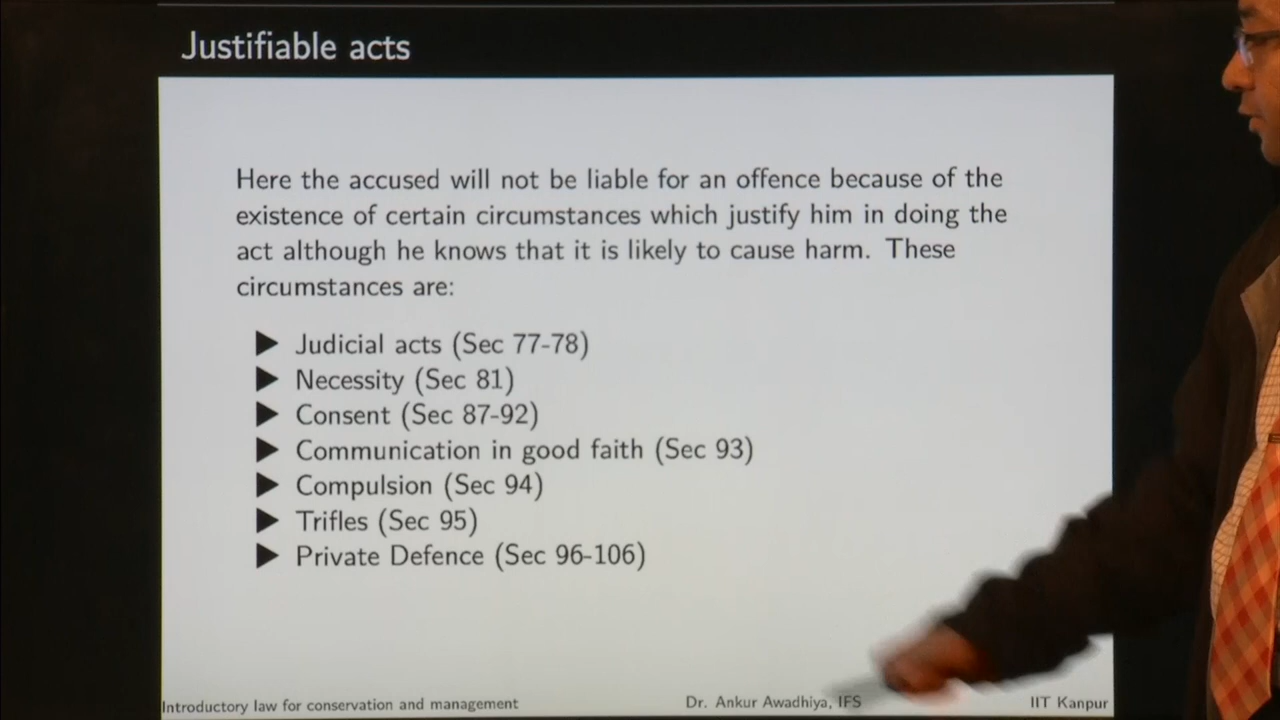 Justifiable acts
Here the accused will not be liable for an offence because of the
existence of certain circumstances which justify him in doing the
act although he knows that it is likely to cause harm. These
circumstances are:
▶ Judicial acts (Sec 77-78)
▶ Necessity (Sec 81)
▶ Consent (Sec 87-92)
▶ Communication in good faith (Sec 93)
▶ Compulsion (Sec 94)
▶ Trifles (Sec 95)
▶ Private Defence (Sec 96-106)
Introductory law for conservation and management Dr. Ankur Awadhiya, IFS IIT Kanpur